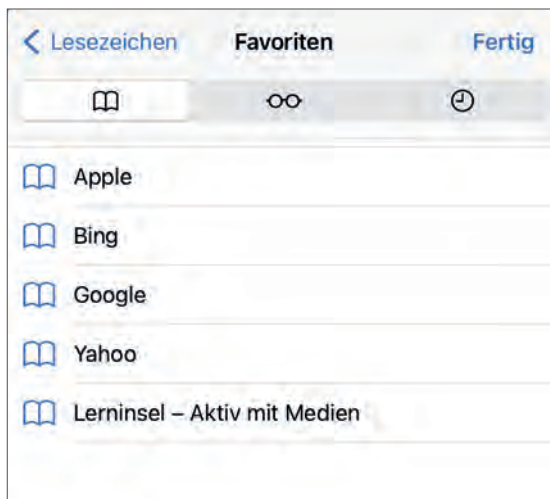 Lesezeichen Favoriten Fertig
Apple
Bing
Google
Yahoo
Lerninsel – Aktiv mit Medien